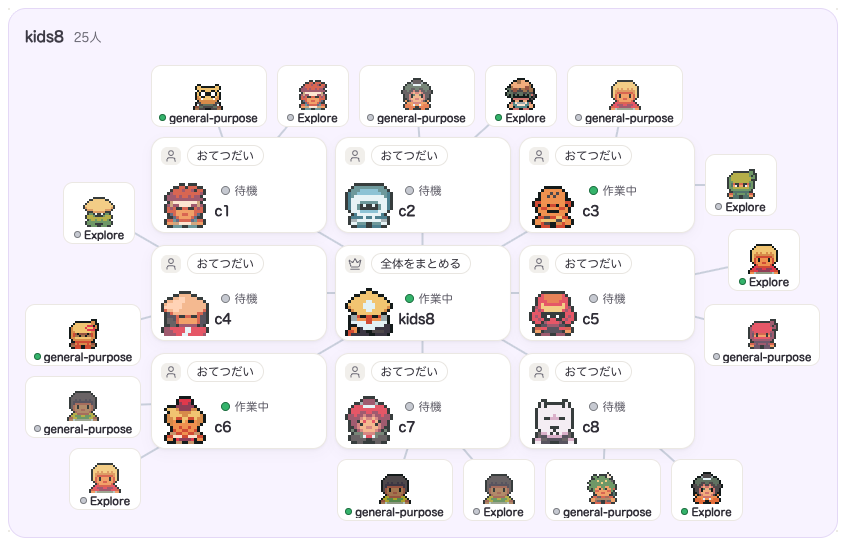 kids8 25人
general-purpose
Explore
general-purpose
Explore
general-purpose
おてつだい
待機
c1
おてつだい
待機
c2
おてつだい
作業中
c3
Explore
Explore
おてつだい
待機
c4
全体をまとめる
作業中
kids8
おてつだい
待機
c5
Explore
general-purpose
general-purpose
general-purpose
おてつだい
作業中
c6
おてつだい
待機
c7
おてつだい
待機
c8
Explore
general-purpose
Explore
general-purpose
Explore